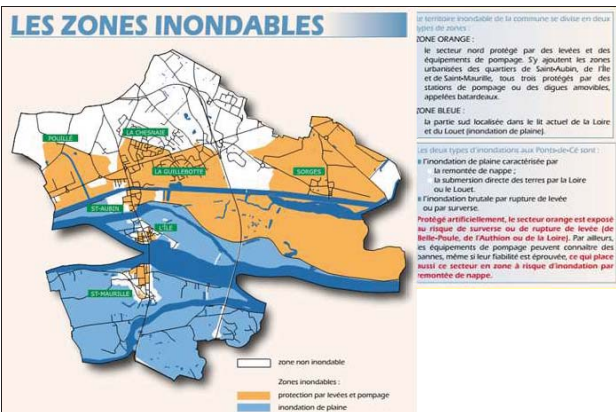 LES ZONES INONDABLES
POUILLÉ
LA CHESNAIE
LA GUILLEBOTTE
SORGES
ST-AUBIN
L'ÎLE
ST-MAURILLE
zone non inondable
Zones inondables :
protection par levées et pompage
inondation de plaine
Le territoire inondable de la commune se divise en deux
types de zones :
ZONE ORANGE :
le secteur nord protégé par des levées et des
équipements de pompage. S'y ajoutent les zones
urbanisées des quartiers de Saint-Aubin, de l'Île
et de Saint-Maurille, tous trois protégés par des
stations de pompage ou des digues amovibles,
appelées batardeaux.
ZONE BLEUE :
la partie sud localisée dans le lit actuel de la Loire
et du Louet (inondation de plaine).
Les deux types d'inondations aux Ponts-de-Cé sont :
l'inondation de plaine caractérisée par
la remontée de nappe ;
la submersion directe des terres par la Loire
ou le Louet.
l'inondation brutale par rupture de levée
ou par surverse.
Protégé artificiellement, le secteur orange est exposé
au risque de surverse ou de rupture de levée (de
Belle-Poule, de l'Authion ou de la Loire). Par ailleurs,
les équipements de pompage peuvent connaître des
pannes, même si leur fiabilité est éprouvée, ce qui place
aussi ce secteur en zone à risque d'inondation par
remontée de nappe.